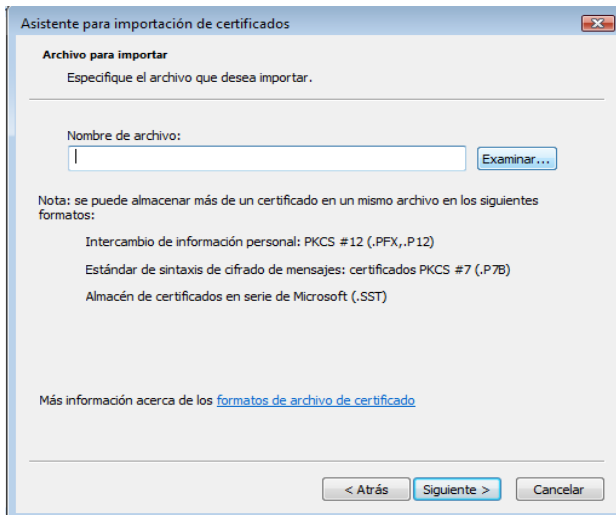 Asistente para importación de certificados
Archivo para importar
Especifique el archivo que desea importar.
Nombre de archivo:
Examinar...
Nota: se puede almacenar más de un certificado en un mismo archivo en los siguientes
formatos:
Intercambio de información personal: PKCS #12 (.PFX,.P12)
Estándar de sintaxis de cifrado de mensajes: certificados PKCS #7 (.P7B)
Almacén de certificados en serie de Microsoft (.SST)
Más información acerca de los formatos de archivo de certificado
< Atrás Siguiente > Cancelar